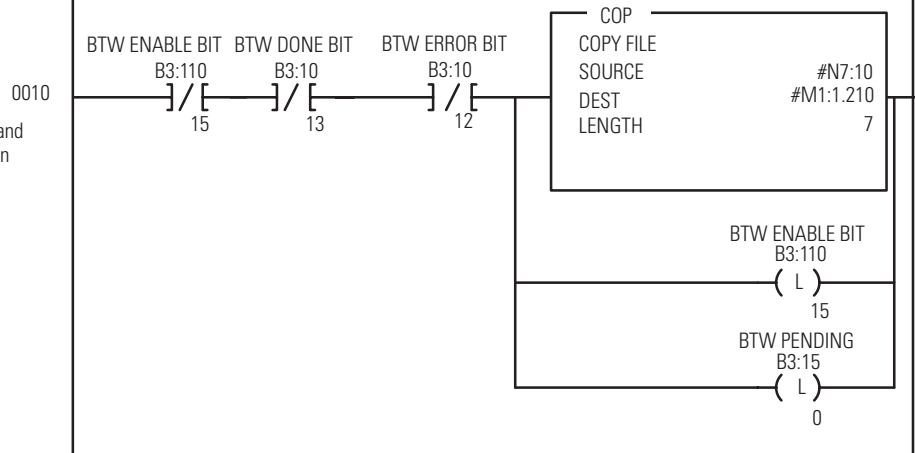 COP
COPY FILE
SOURCE #N7:10
DEST #M1:1.210
LENGTH 7
BTW ENABLE BIT BTW DONE BIT BTW ERROR BIT
B3:110 B3:10 B3:10
0010
15 13 12
and
n
BTW ENABLE BIT
B3:110
L
15
BTW PENDING
B3:15
L
0